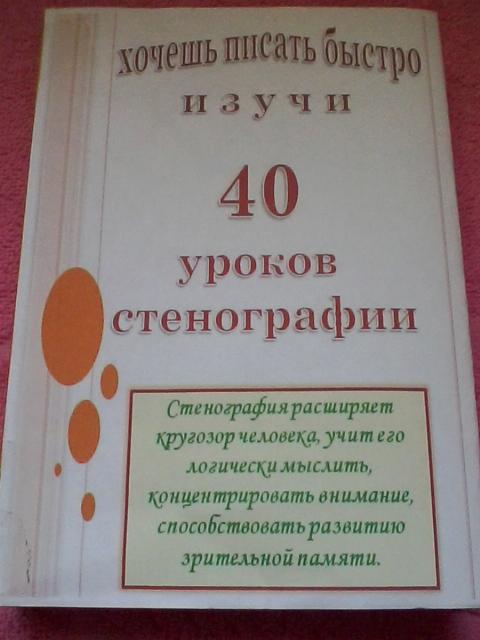 хочешь писать быстро
изучи
40
уроков
стенографии
Стенография расширяет
кругозор человека, учит его
логически мыслить,
концентрировать внимание,
способствовать развитию
зрительной памяти.